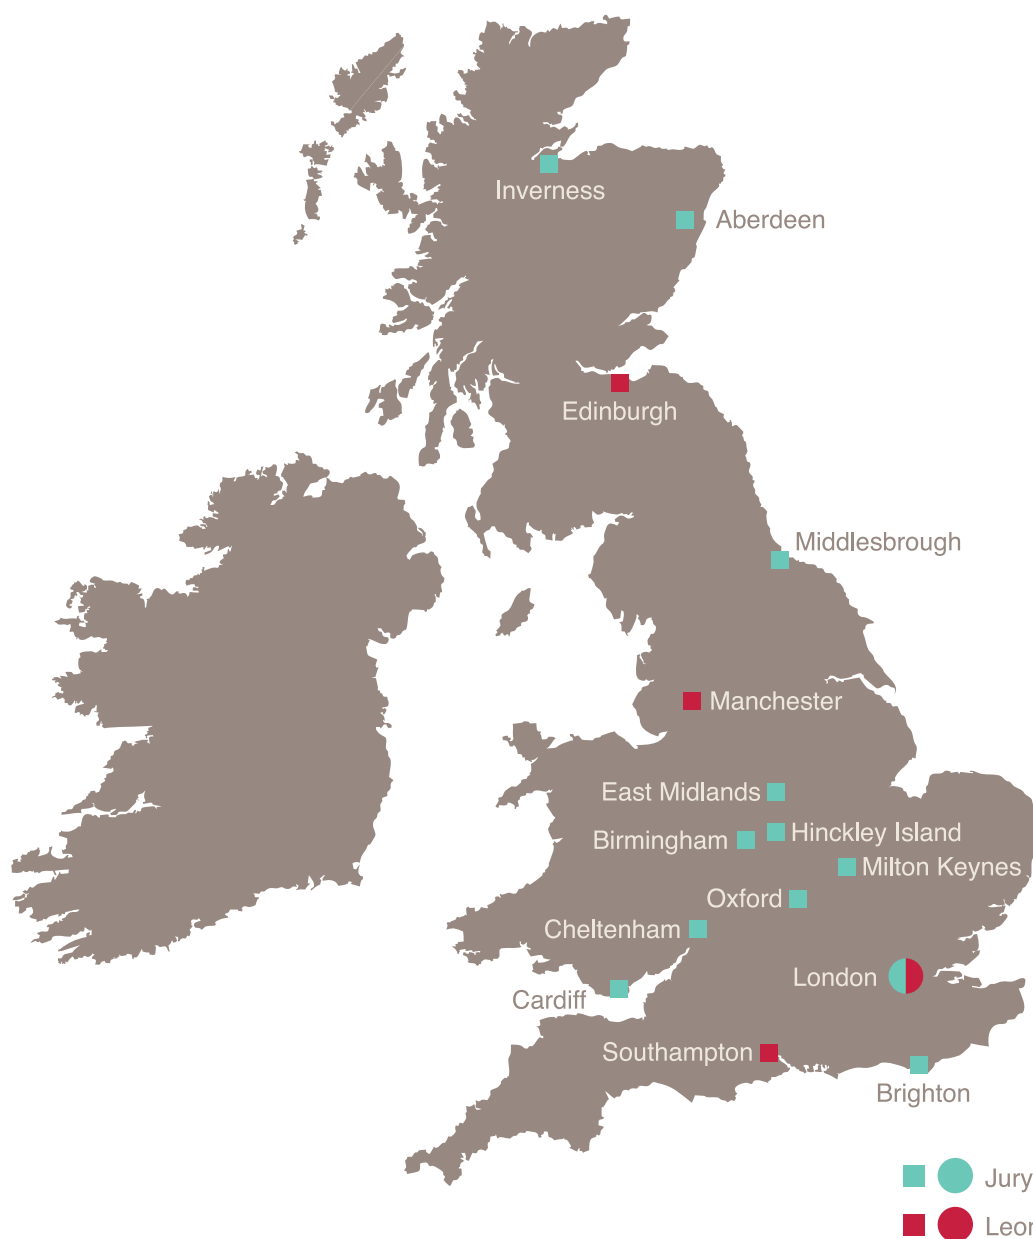 Inverness
Aberdeen
Edinburgh
Middlesbrough
Manchester
East Midlands
Hinckley Island
Birmingham
Milton Keynes
Oxford
Cheltenham
London
Cardiff
Southampton
Brighton
Jury